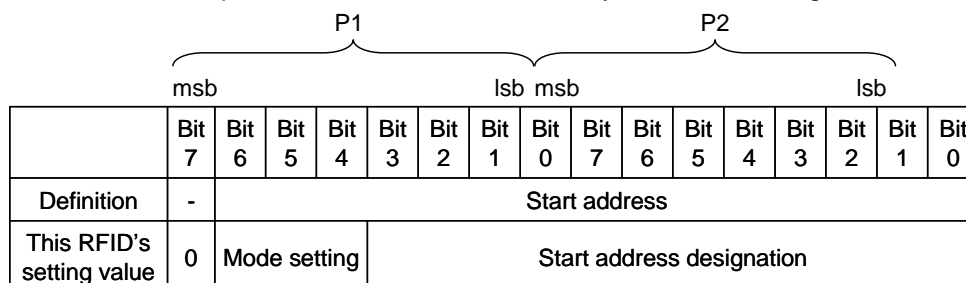 P1 P2
msb lsb msb lsb
Bit Bit Bit Bit Bit Bit Bit Bit Bit Bit Bit Bit Bit Bit Bit Bit
7 6 5 4 3 2 1 0 7 6 5 4 3 2 1 0
Definition - Start address
This RFID's
setting value 0 Mode setting Start address designation